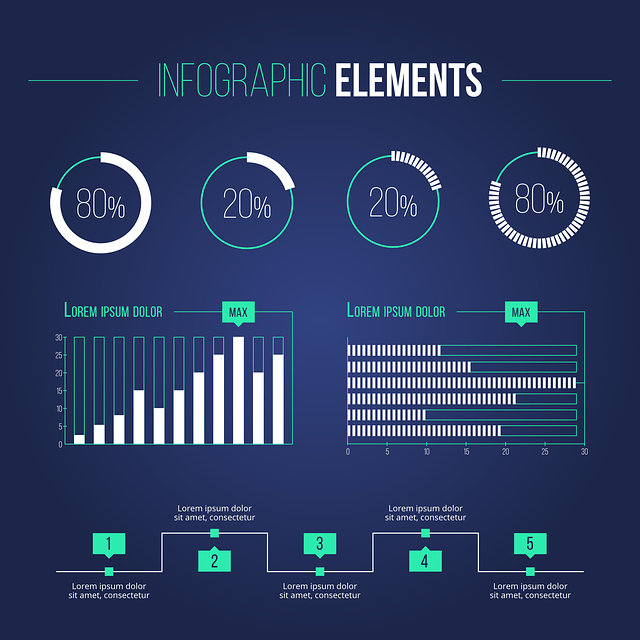 INFOGRAPHIC ELEMENTS
80% 20% 20% 80%
LOREM IPSUM DOLOR MAX
30
25
20
15
10
5
0
LOREM IPSUM DOLOR MAX
0 5 10 15 20 25 30
Lorem ipsum dolor
sit amet, consectetur
Lorem ipsum dolor
sit amet, consectetur
1 2 3 4 5
Lorem ipsum dolor
sit amet, consectetur
Lorem ipsum dolor
sit amet, consectetur
Lorem ipsum dolor
sit amet, consectetur